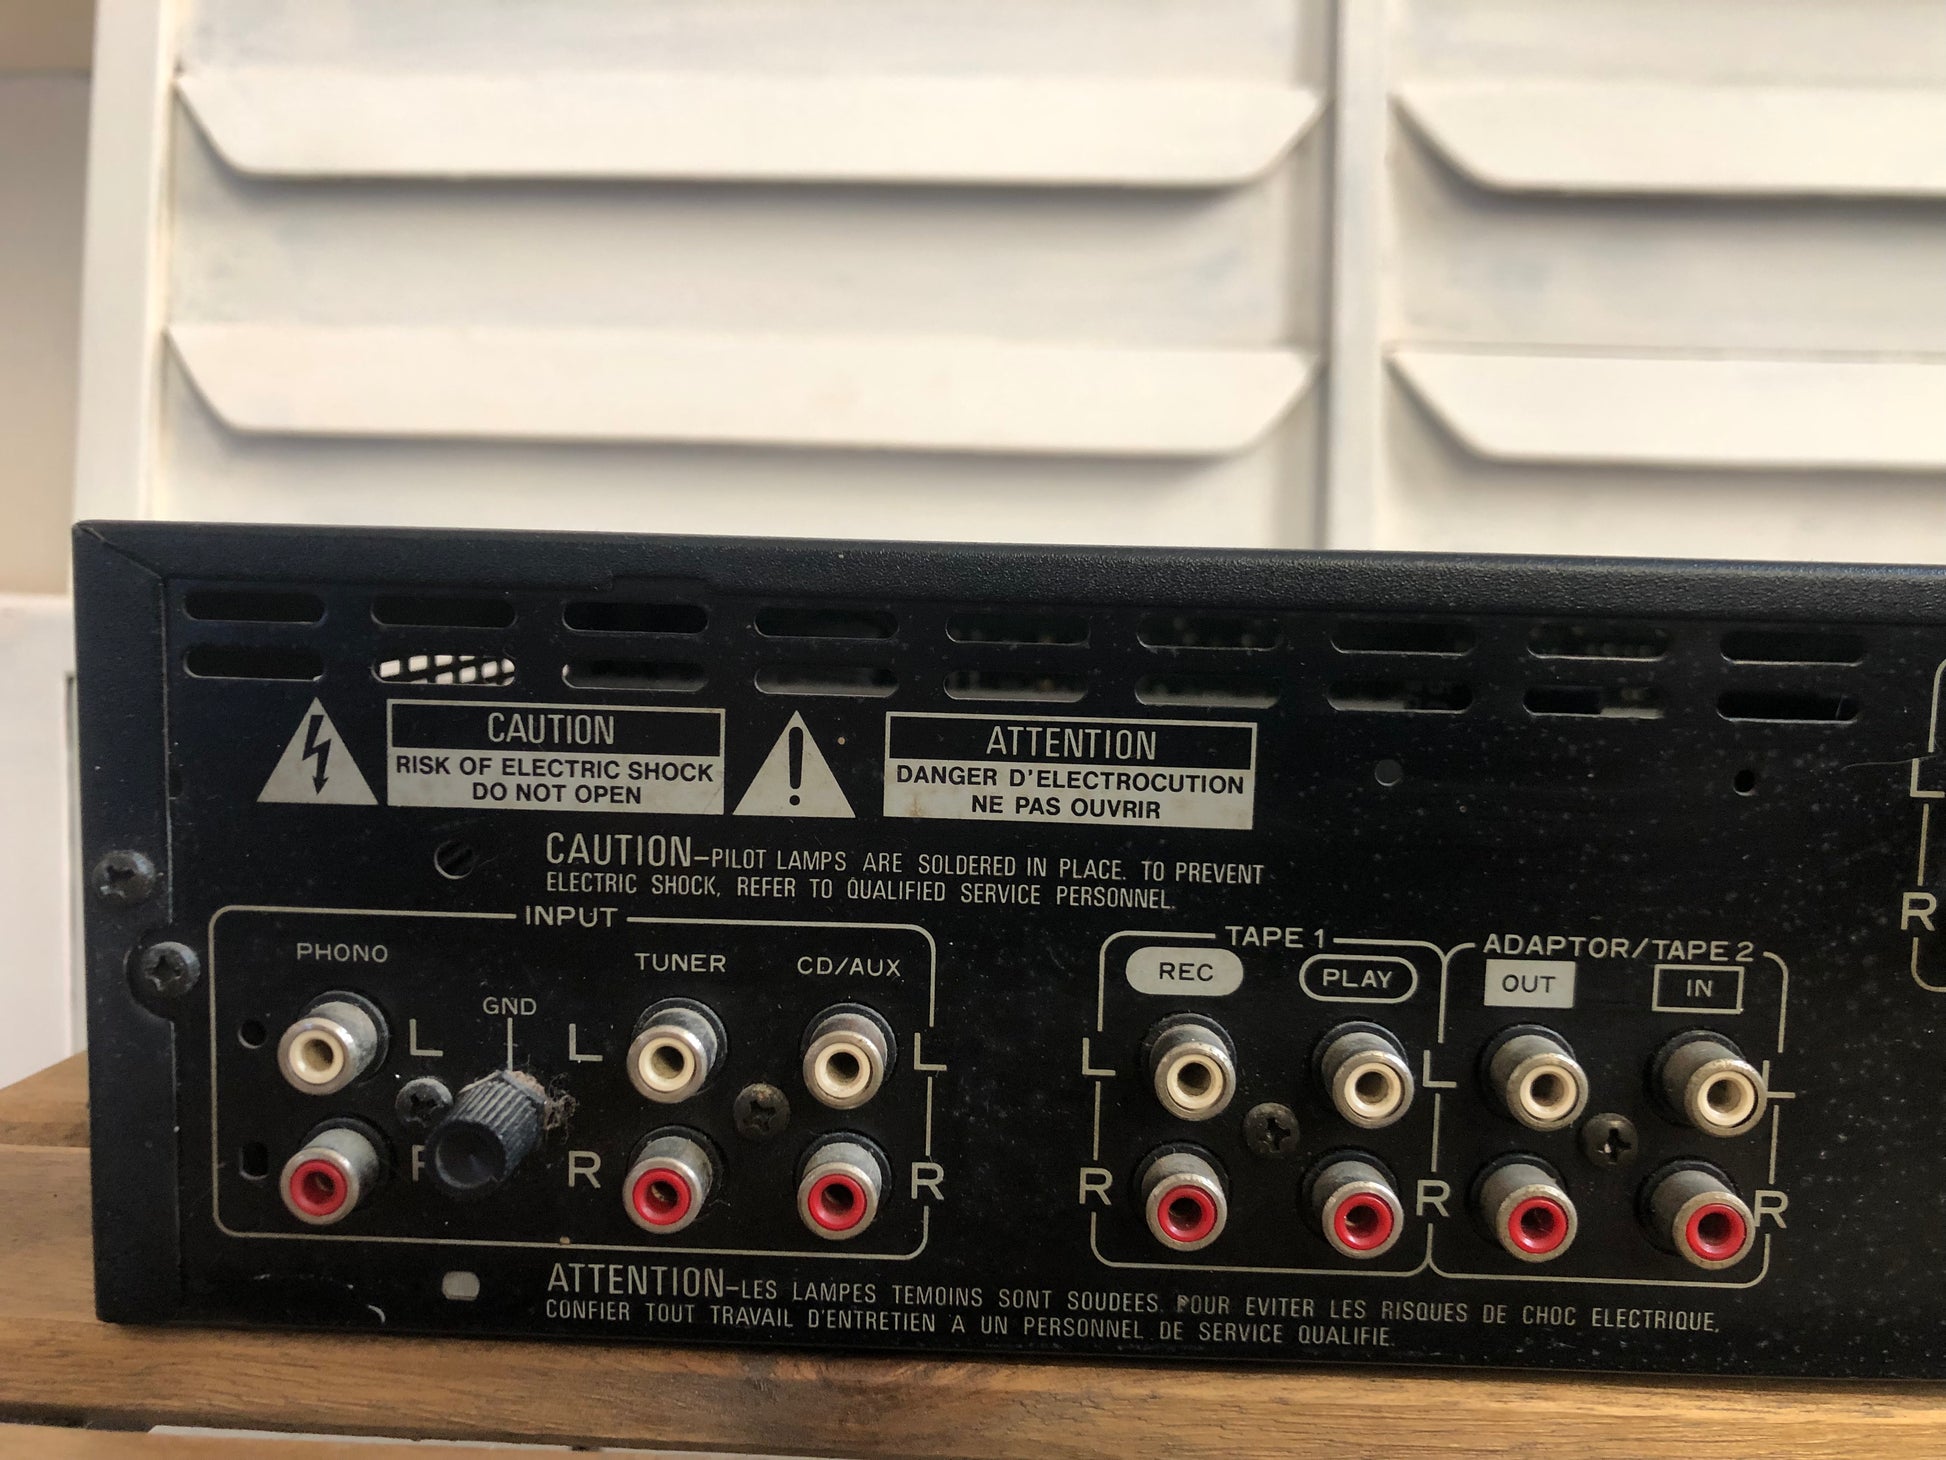 CAUTION
RISK OF ELECTRIC SHOCK
DO NOT OPEN
ATTENTION
DANGER D'ELECTROCUTION
NE PAS OUVRIR
CAUTION–PILOT LAMPS ARE SOLDERED IN PLACE. TO PREVENT
ELECTRIC SHOCK, REFER TO QUALIFIED SERVICE PERSONNEL.
INPUT
PHONO
GND
TUNER
CD/AUX
L
L
L
R
R
R
TAPE 1
REC
PLAY
ADAPTOR/TAPE 2
OUT
IN
L
L
L
R
R
R
L
R
ATTENTION–LES LAMPES TEMOINS SONT SOUDEES. POUR EVITER LES RISQUES DE CHOC ELECTRIQUE,
CONFIER TOUT TRAVAIL D'ENTRETIEN A UN PERSONNEL DE SERVICE QUALIFIE.